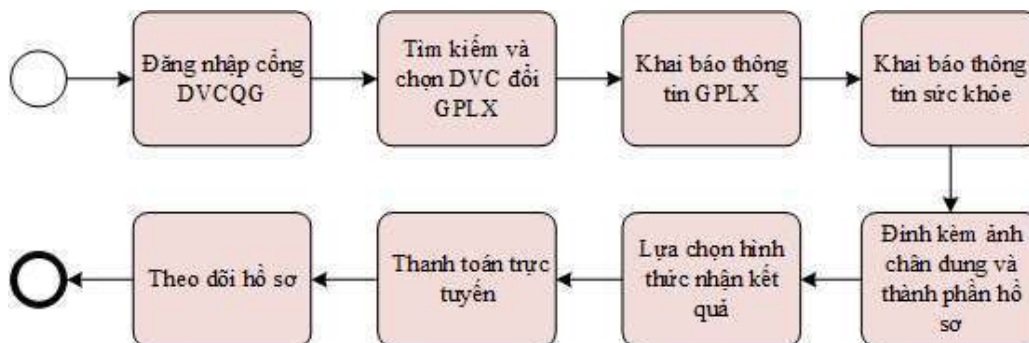 Đăng nhập cổng
DVCQG
Tìm kiếm và
chọn DVC đổi
GPLX
Khai báo thông
tin GPLX
Khai báo thông
tin sức khỏe
Đính kèm ảnh
chân dung và
thành phần hồ
sơ
Lựa chọn hình
thức nhận kết
quả
Thanh toán trực
tuyến
Theo dõi hồ sơ